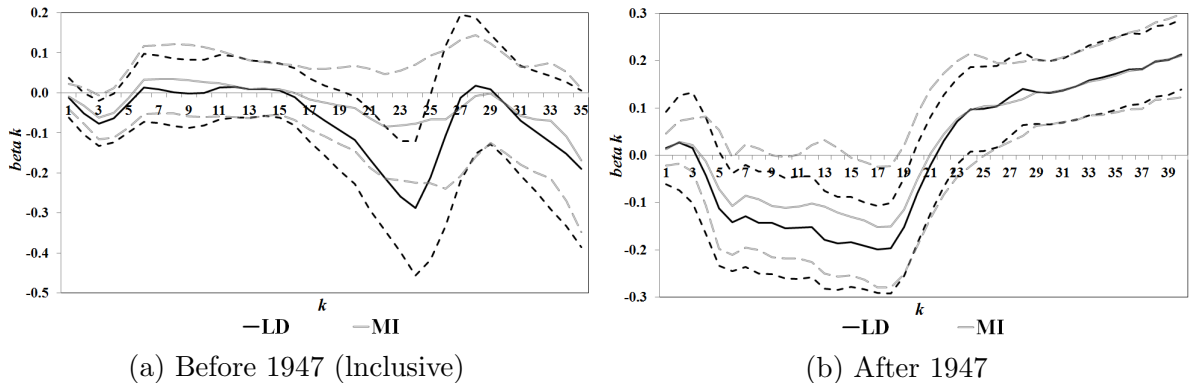 0.2
0.1
0.0
-0.1
-0.2
-0.3
-0.4
-0.5
beta k
1 3 5 7 9 11 13 15 17 19 21 23 25 27 29 31 33 35
k
LD MI
(a) Before 1947 (Inclusive)
0.3
0.2
0.1
0.0
-0.1
-0.2
-0.3
beta k
1 3 5 7 9 11 13 15 17 19 21 23 25 27 29 31 33 35 37 39
k
LD MI
(b) After 1947